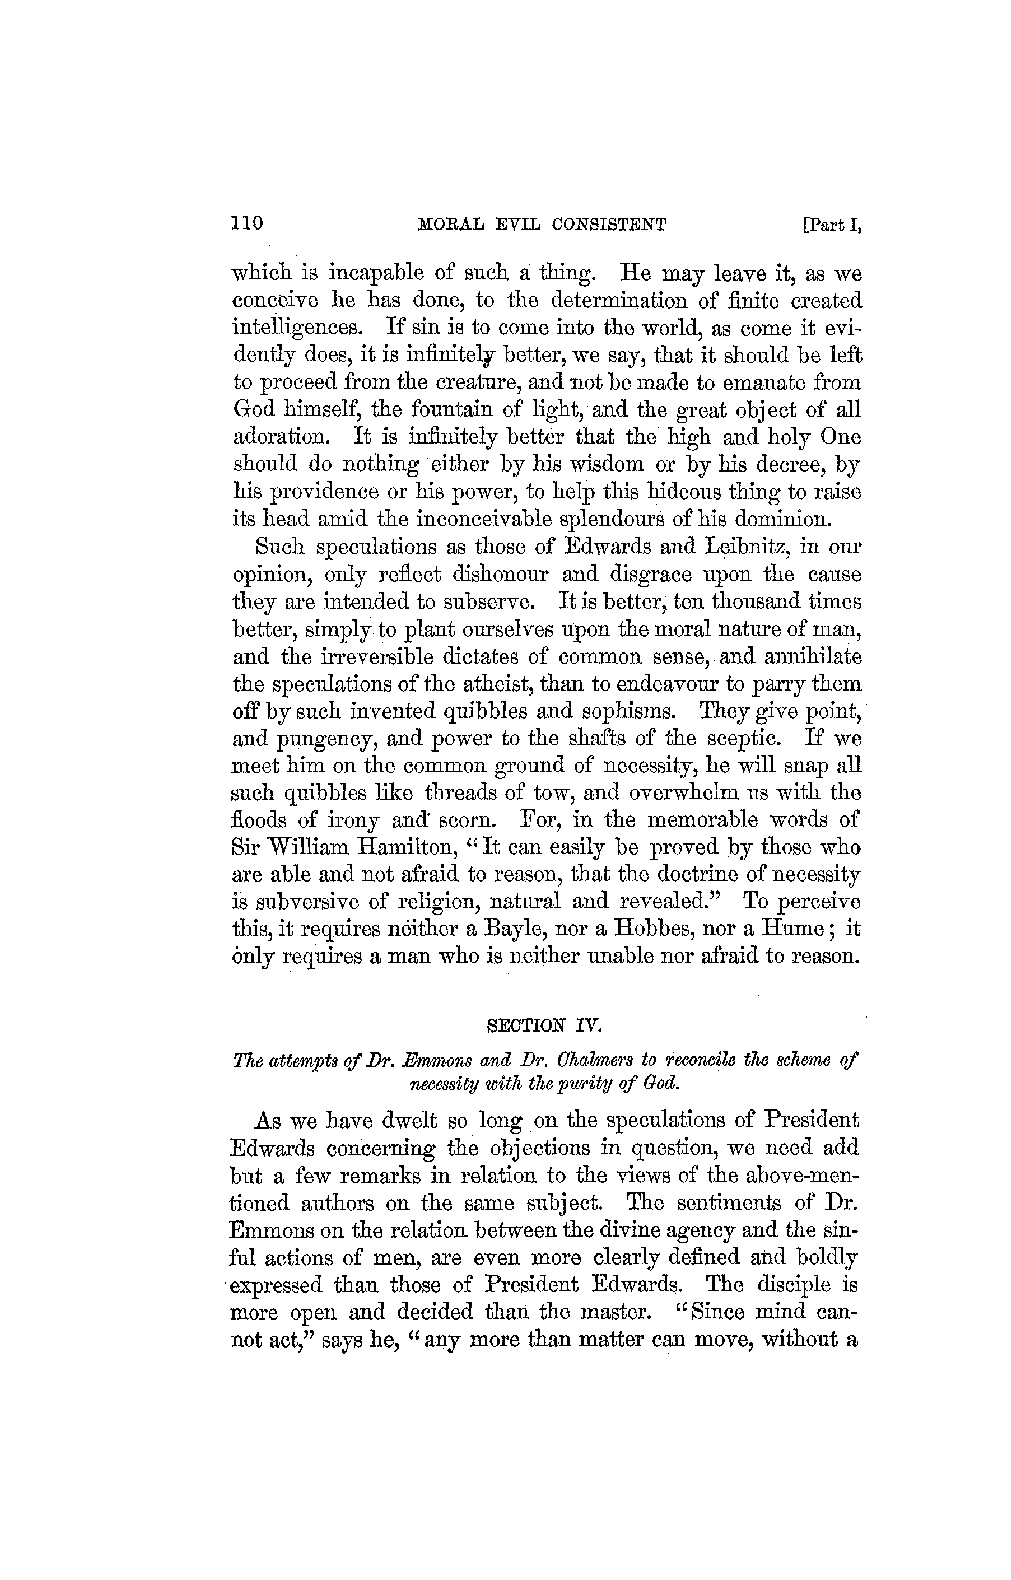 110 MORAL EVIL CONSISTENT [Part I,
which is incapable of such a thing. He may leave it, as we
conceive he has done, to the determination of finite created
intelligences. If sin is to come into the world, as come it evi-
dently does, it is infinitely better, we say, that it should be left
to proceed from the creature, and not be made to emanate from
God himself, the fountain of light, and the great object of all
adoration. It is infinitely better that the high and holy One
should do nothing either by his wisdom or by his decree, by
his providence or his power, to help this hideous thing to raise
its head amid the inconceivable splendours of his dominion.
Such speculations as those of Edwards and Leibnitz, in our
opinion, only reflect dishonour and disgrace upon the cause
they are intended to subserve. It is better, ten thousand times
better, simply to plant ourselves upon the moral nature of man,
and the irreversible dictates of common sense, and annihilate
the speculations of the atheist, than to endeavour to parry them
off by such invented quibbles and sophisms. They give point,
and pungency, and power to the shafts of the sceptic. If we
meet him on the common ground of necessity, he will snap all
such quibbles like threads of tow, and overwhelm us with the
floods of irony and scorn. For, in the memorable words of
Sir William Hamilton, "It can easily be proved by those who
are able and not afraid to reason, that the doctrine of necessity
is subversive of religion, natural and revealed." To perceive
this, it requires neither a Bayle, nor a Hobbes, nor a Hume; it
only requires a man who is neither unable nor afraid to reason.
SECTION IV.
The attempts of Dr. Emmons and Dr. Chalmers to reconcile the scheme of
necessity with the purity of God.
As we have dwelt so long on the speculations of President
Edwards concerning the objections in question, we need add
but a few remarks in relation to the views of the above-men-
tioned authors on the same subject. The sentiments of Dr.
Emmons on the relation between the divine agency and the sin-
ful actions of men, are even more clearly defined and boldly
expressed than those of President Edwards. The disciple is
more open and decided than the master. "Since mind can-
not act," says he, "any more than matter can move, without a